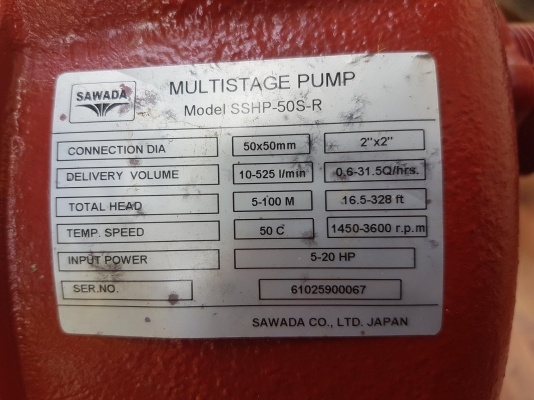 SAWADA
MULTISTAGE PUMP
Model SSHP-50S-R
CONNECTION DIA 50x50mm 2"x2"
DELIVERY VOLUME 10-525 l/min 0.6-31.5Q/hrs.
TOTAL HEAD 5-100 M 16.5-328 ft
TEMP. SPEED 50 C 1450-3600 r.p.m
INPUT POWER 5-20 HP
SER.NO. 61025900067
SAWADA CO., LTD. JAPAN